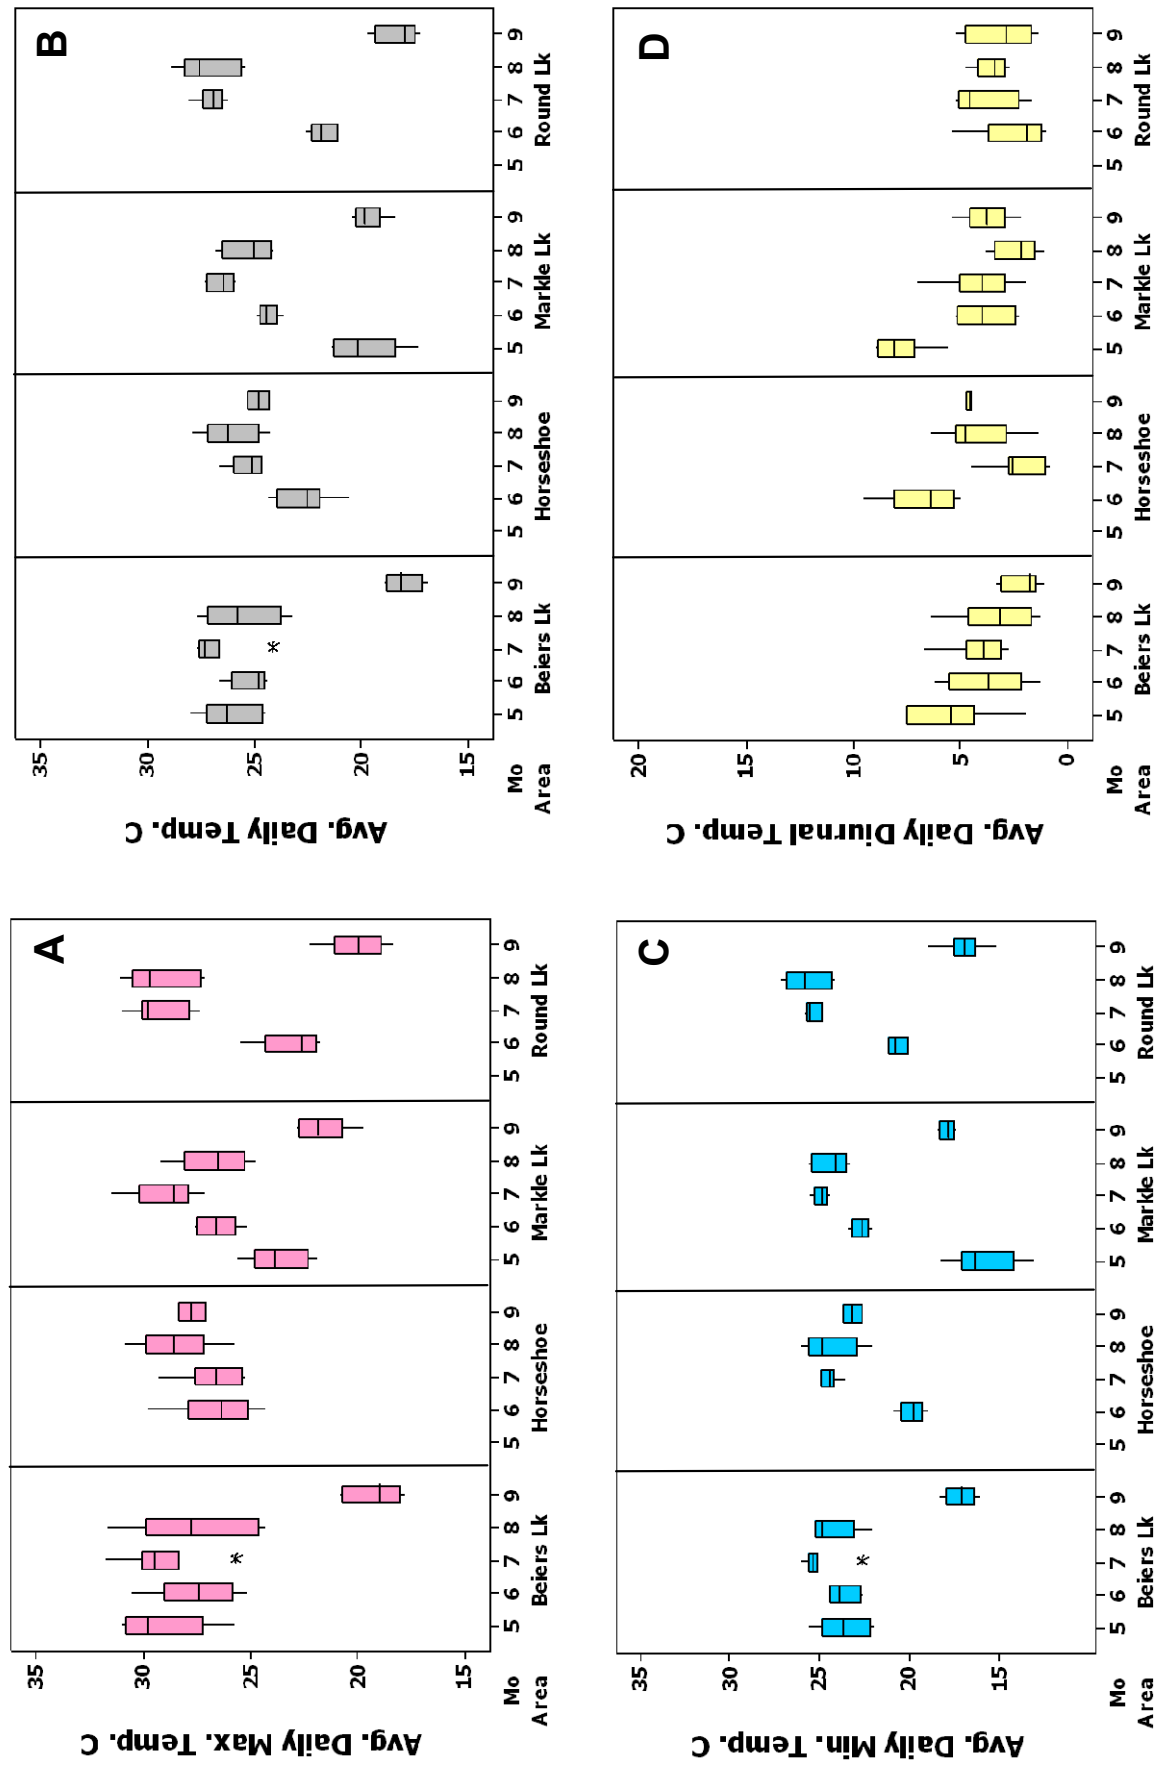 A
Avg. Daily Max. Temp. C
35
30
25
20
15
Mo 5 6 7 8 9 5 6 7 8 9 5 6 7 8 9 5 6 7 8 9
Area Beiers Lk Horseshoe Markle Lk Round Lk
B
Avg. Daily Temp. C
35
30
25
20
15
Mo 5 6 7 8 9 5 6 7 8 9 5 6 7 8 9 5 6 7 8 9
Area Beiers Lk Horseshoe Markle Lk Round Lk
C
Avg. Daily Min. Temp. C
35
30
25
20
15
Mo 5 6 7 8 9 5 6 7 8 9 5 6 7 8 9 5 6 7 8 9
Area Beiers Lk Horseshoe Markle Lk Round Lk
D
Avg. Daily Diurnal Temp. C
20
15
10
5
0
Mo 5 6 7 8 9 5 6 7 8 9 5 6 7 8 9 5 6 7 8 9
Area Beiers Lk Horseshoe Markle Lk Round Lk